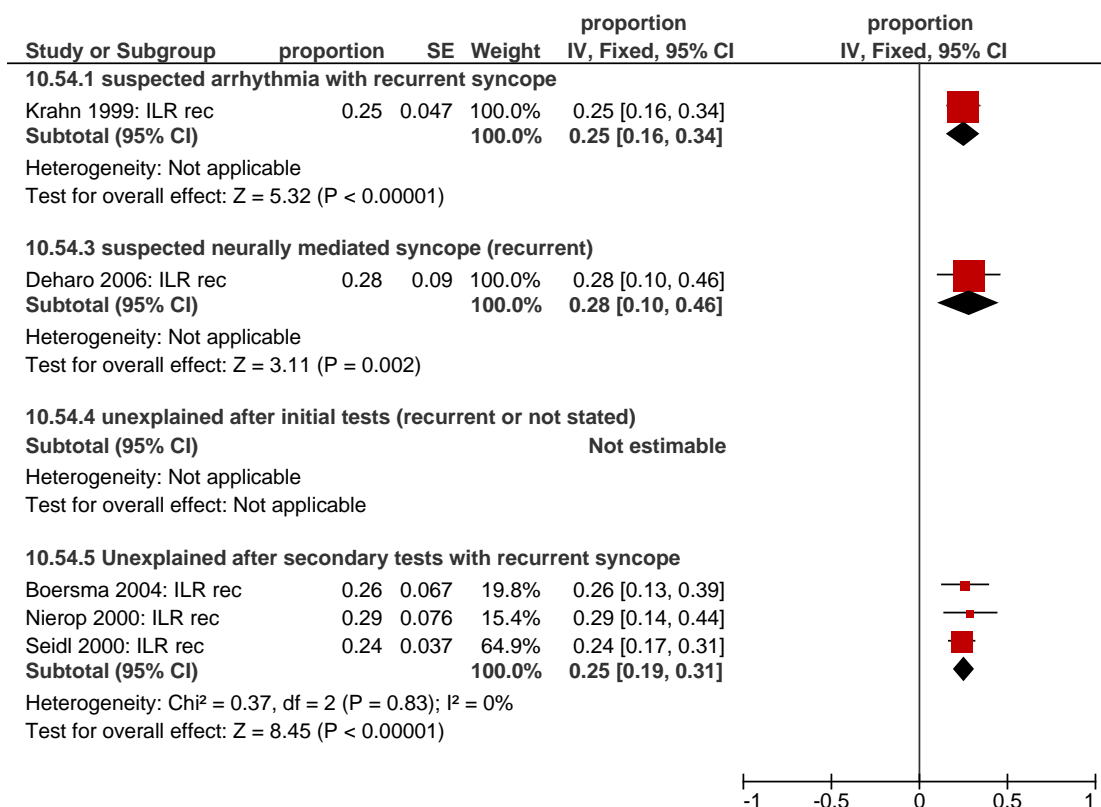 proportion proportion
Study or Subgroup proportion SE Weight IV, Fixed, 95% CI IV, Fixed, 95% CI
10.54.1 suspected arrhythmia with recurrent syncope
Krahn 1999: ILR rec 0.25 0.047 100.0% 0.25 [0.16, 0.34]
Subtotal (95% CI) 100.0% 0.25 [0.16, 0.34]
Heterogeneity: Not applicable
Test for overall effect: Z = 5.32 (P < 0.00001)
10.54.3 suspected neurally mediated syncope (recurrent)
Deharo 2006: ILR rec 0.28 0.09 100.0% 0.28 [0.10, 0.46]
Subtotal (95% CI) 100.0% 0.28 [0.10, 0.46]
Heterogeneity: Not applicable
Test for overall effect: Z = 3.11 (P = 0.002)
10.54.4 unexplained after initial tests (recurrent or not stated)
Subtotal (95% CI) Not estimable
Heterogeneity: Not applicable
Test for overall effect: Not applicable
10.54.5 Unexplained after secondary tests with recurrent syncope
Boersma 2004: ILR rec 0.26 0.067 19.8% 0.26 [0.13, 0.39]
Nierop 2000: ILR rec 0.29 0.076 15.4% 0.29 [0.14, 0.44]
Seidl 2000: ILR rec 0.24 0.037 64.9% 0.24 [0.17, 0.31]
Subtotal (95% CI) 100.0% 0.25 [0.19, 0.31]
Heterogeneity: Chi² = 0.37, df = 2 (P = 0.83); I² = 0%
Test for overall effect: Z = 8.45 (P < 0.00001)
-1 -0.5 0 0.5 1